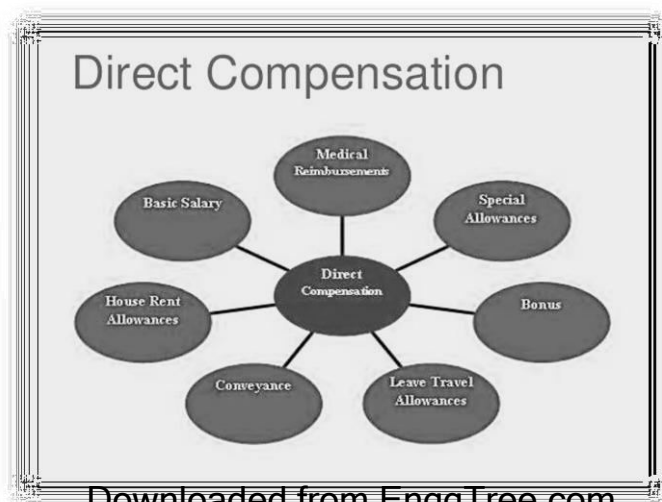 Direct Compensation
Medical
Reimbursements
Basic Salary
Special
Allowances
Direct
Compensation
House Rent
Allowances
Bonus
Conveyance
Leave Travel
Allowances
Downloaded from EnggTree.com